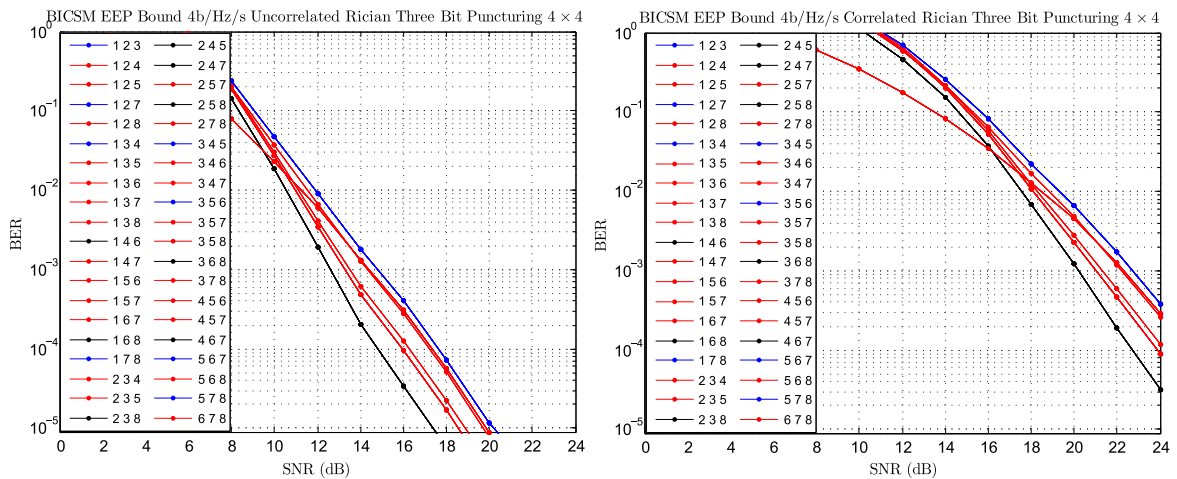 BICSM EEP Bound 4b/Hz/s Uncorrelated Rician Three Bit Puncturing 4 × 4
10^0
10^-1
10^-2
10^-3
10^-4
10^-5
BER
1 2 3 2 4 5
1 2 4 2 4 7
1 2 5 2 5 7
1 2 7 2 5 8
1 2 8 2 7 8
1 3 4 3 4 5
1 3 5 3 4 6
1 3 6 3 4 7
1 3 7 3 5 6
1 3 8 3 5 7
1 4 6 3 5 8
1 4 7 3 6 8
1 5 6 3 7 8
1 5 7 4 5 6
1 6 7 4 5 7
1 6 8 4 6 7
1 7 8 5 6 7
2 3 4 5 6 8
2 3 5 5 7 8
2 3 8 6 7 8
0 2 4 6 8 10 12 14 16 18 20 22 24
SNR (dB)
BICSM EEP Bound 4b/Hz/s Correlated Rician Three Bit Puncturing 4 × 4
10^0
10^-1
10^-2
10^-3
10^-4
10^-5
BER
1 2 3 2 4 5
1 2 4 2 4 7
1 2 5 2 5 7
1 2 7 2 5 8
1 2 8 2 7 8
1 3 4 3 4 5
1 3 5 3 4 6
1 3 6 3 4 7
1 3 7 3 5 6
1 3 8 3 5 7
1 4 6 3 5 8
1 4 7 3 6 8
1 5 6 3 7 8
1 5 7 4 5 6
1 6 7 4 5 7
1 6 8 4 6 7
1 7 8 5 6 7
2 3 4 5 6 8
2 3 5 5 7 8
2 3 8 6 7 8
0 2 4 6 8 10 12 14 16 18 20 22 24
SNR (dB)